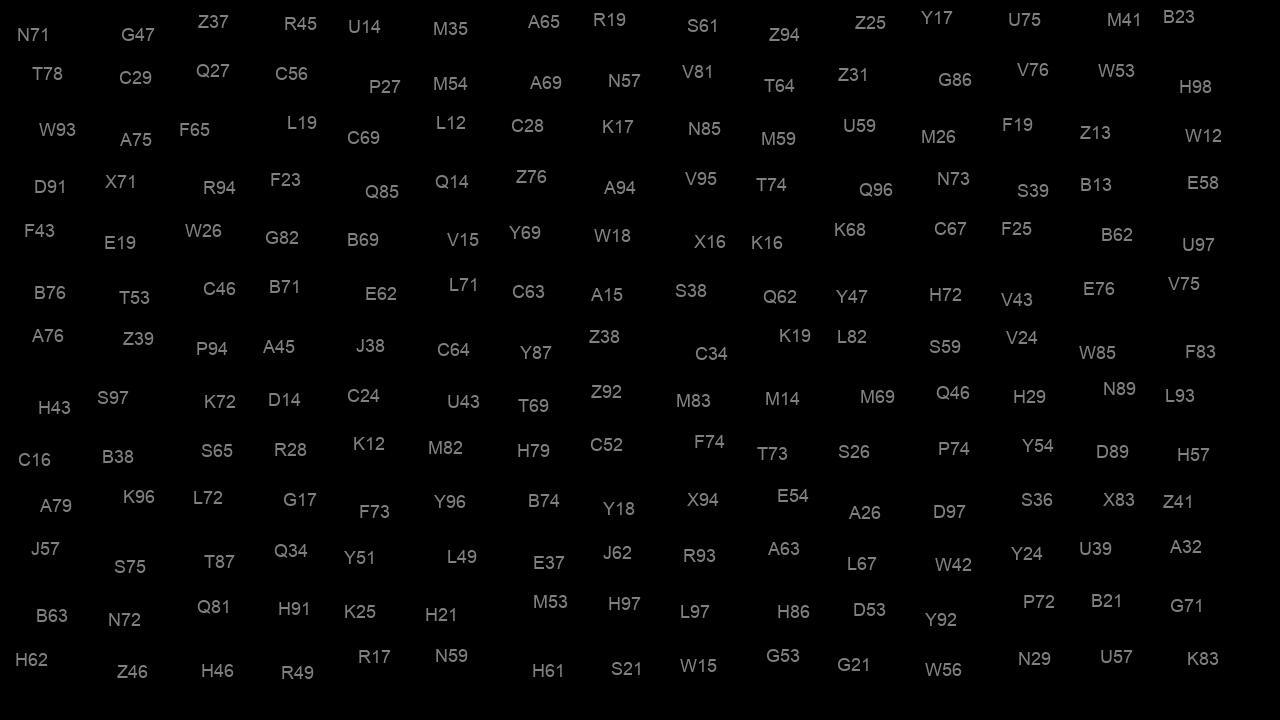 N71 G47 Z37 R45 U14 M35 A65 R19 S61 Z94 Z25 Y17 U75 M41 B23
T78 C29 Q27 C56 P27 M54 A69 N57 V81 T64 Z31 G86 V76 W53 H98
W93 A75 F65 L19 C69 L12 C28 K17 N85 M59 U59 M26 F19 Z13 W12
D91 X71 R94 F23 Q85 Q14 Z76 A94 V95 T74 Q96 N73 S39 B13 E58
F43 E19 W26 G82 B69 V15 Y69 W18 X16 K16 K68 C67 F25 B62 U97
B76 T53 C46 B71 E62 L71 C63 A15 S38 Q62 Y47 H72 V43 E76 V75
A76 Z39 P94 A45 J38 C64 Y87 Z38 C34 K19 L82 S59 V24 W85 F83
H43 S97 K72 D14 C24 U43 T69 Z92 M83 M14 M69 Q46 H29 N89 L93
C16 B38 S65 R28 K12 M82 H79 C52 F74 T73 S26 P74 Y54 D89 H57
A79 K96 L72 G17 F73 Y96 B74 Y18 X94 E54 A26 D97 S36 X83 Z41
J57 S75 T87 Q34 Y51 L49 E37 J62 R93 A63 L67 W42 Y24 U39 A32
B63 N72 Q81 H91 K25 H21 M53 H97 L97 H86 D53 Y92 P72 B21 G71
H62 Z46 H46 R49 R17 N59 H61 S21 W15 G53 G21 W56 N29 U57 K83